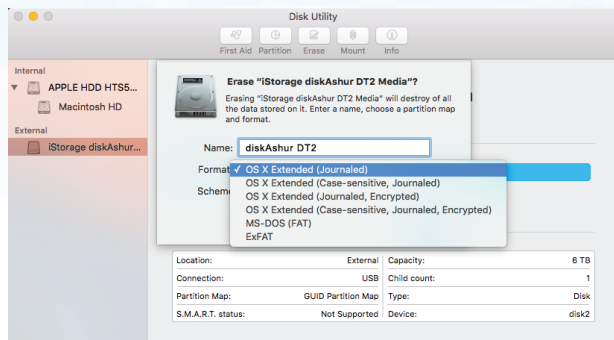 Disk Utility
First Aid Partition Erase Mount Info
Internal
APPLE HDD HTS5...
Macintosh HD
External
iStorage diskAshur...
Erase “iStorage diskAshur DT2 Media”?
Erasing “iStorage diskAshur DT2 Media” will destroy of all
the data stored on it. Enter a name, choose a partition map
and format.
Name: diskAshur DT2
Format ✓ OS X Extended (Journaled)
OS X Extended (Case-sensitive, Journaled)
Scheme
OS X Extended (Journaled, Encrypted)
OS X Extended (Case-sensitive, Journaled, Encrypted)
MS-DOS (FAT)
ExFAT
Location: External Capacity: 6 TB
Connection: USB Child count: 1
Partition Map: GUID Partition Map Type: Disk
S.M.A.R.T. status: Not Supported Device: disk2